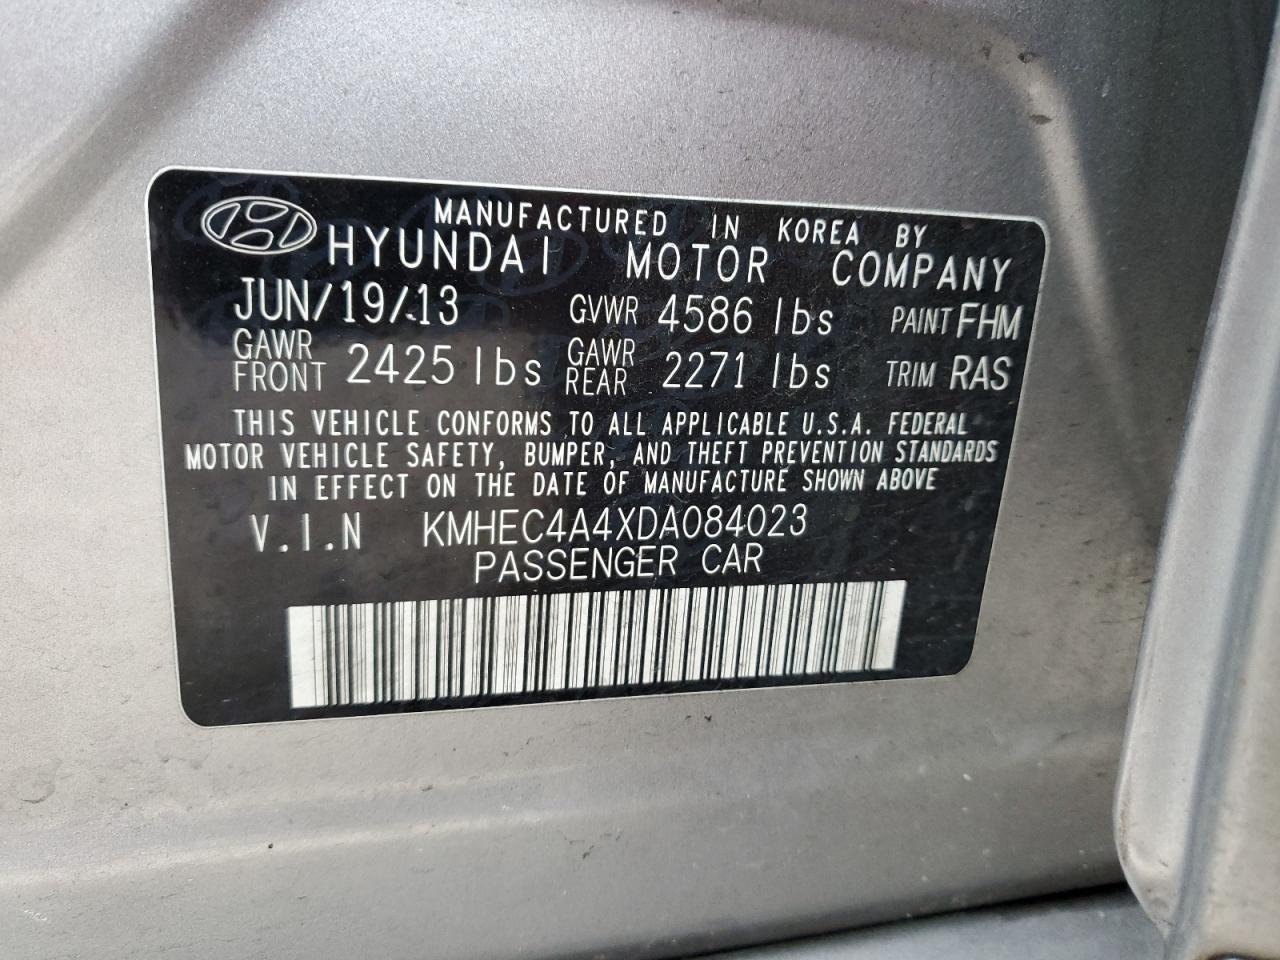 MANUFACTURED IN KOREA BY
HYUNDAI MOTOR COMPANY
JUN/19/13 GVWR 4586 lbs PAINT FHM
GAWR FRONT 2425 lbs GAWR REAR 2271 lbs TRIM RAS
THIS VEHICLE CONFORMS TO ALL APPLICABLE U.S.A. FEDERAL
MOTOR VEHICLE SAFETY, BUMPER, AND THEFT PREVENTION STANDARDS
IN EFFECT ON THE DATE OF MANUFACTURE SHOWN ABOVE
V.I.N KMHEC4A4XDA084023
PASSENGER CAR